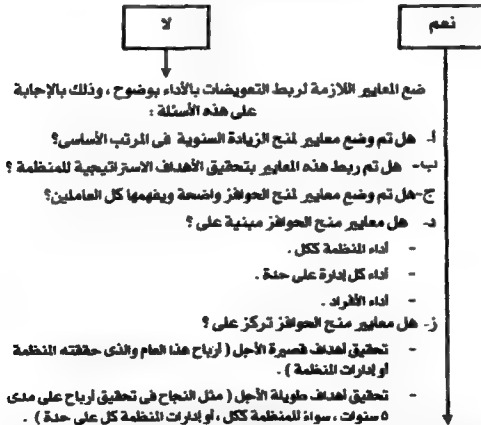 نعم
لا
ضع المعايير اللازمة لربط التعويضات بالأداء بوضوح ، وذلك بالإجابة
على هذه الأسئلة :
أ- هل تم وضع معايير لمنح الزيادة السنوية فى المرتب الأساسى؟
ب- هل تم ربط هذه المعايير بتحقيق الأهداف الاستراتيجية للمنظمة ؟
ج-هل تم وضع معايير لمنح الحوافز واضحة ويفهمها كل العاملين؟
د- هل معايير منح الحوافز مبنية على ؟
- أداء المنظمة ككل .
- أداء كل إدارة على حدة .
- أداء الأفراد .
ز- هل معايير منح الحوافز تركز على ؟
- تحقيق أهداف قصيرة الأجل ( أرباح هذا العام والذى حققته المنظمة
أو إدارات المنظمة ) .
- تحقيق أهداف طويلة الأجل ( مثل النجاح فى تحقيق أرباح على مدى
٥ سنوات ، سواء للمنظمة ككل ، أو إدارات المنظمة كل على حدة ) .